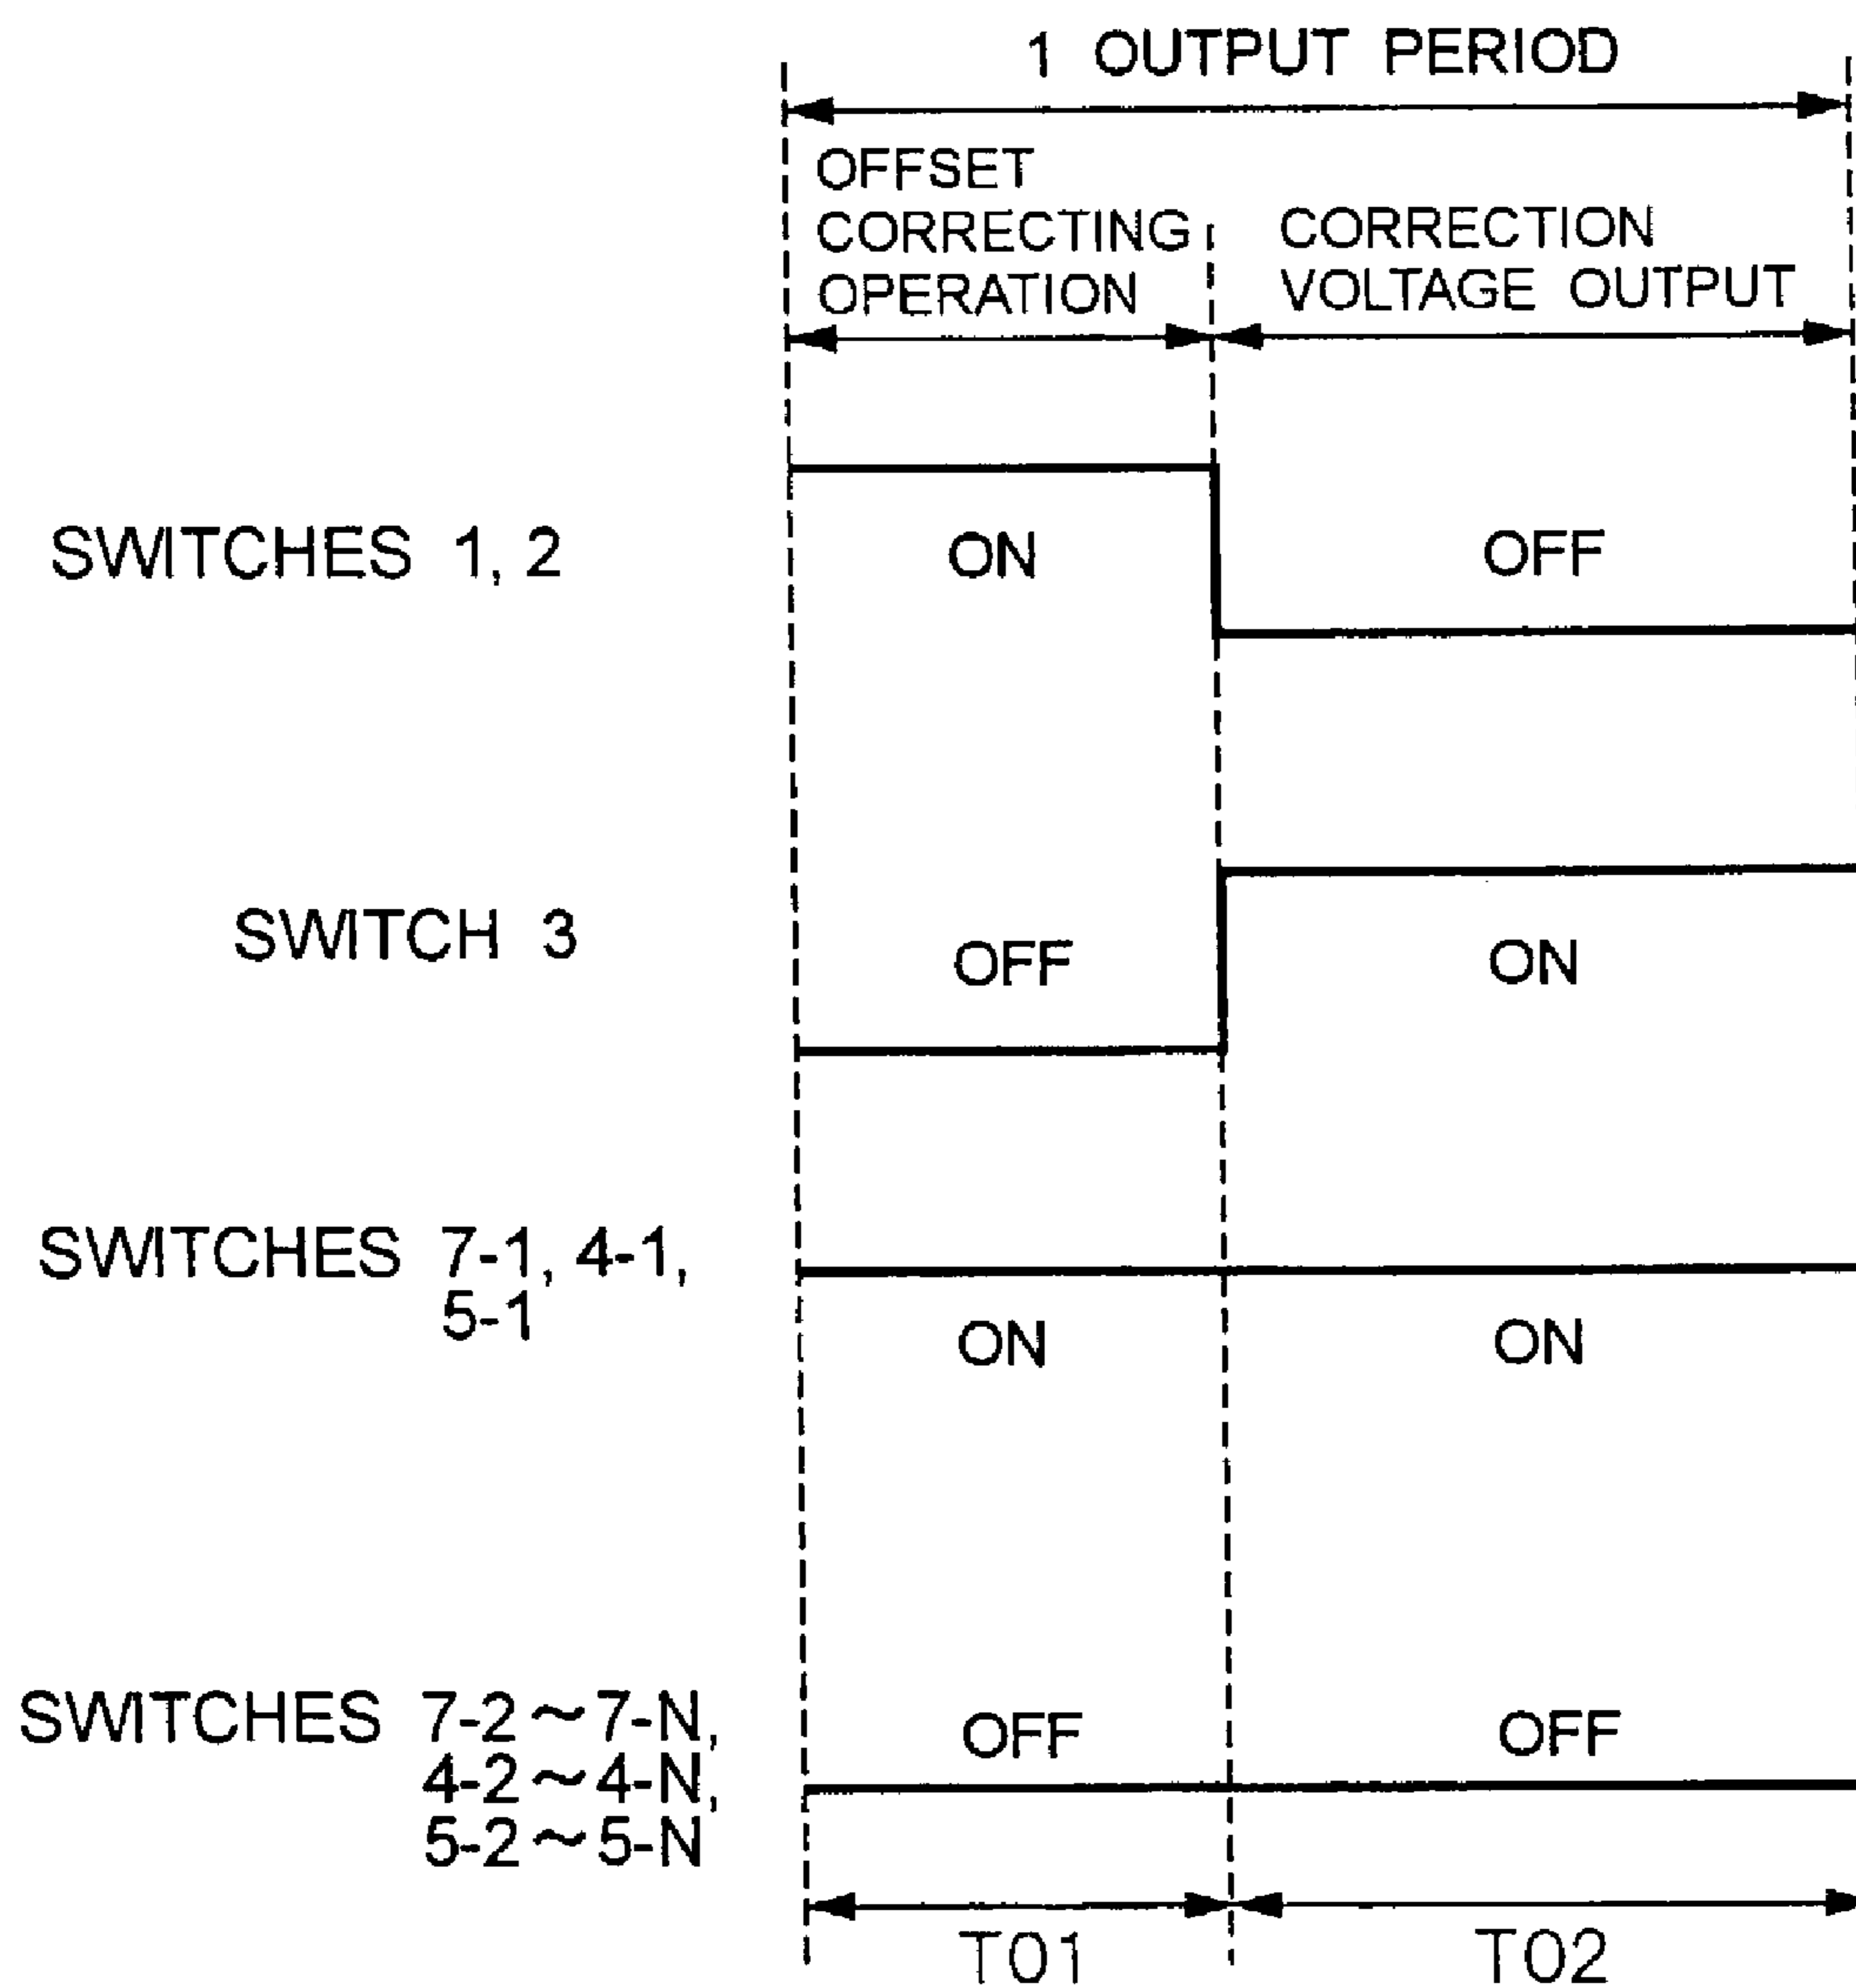 1 OUTPUT PERIOD
OFFSET
CORRECTING
OPERATION
CORRECTION
VOLTAGE OUTPUT
SWITCHES 1, 2
ON
OFF
SWITCH 3
OFF
ON
SWITCHES 7-1, 4-1,
5-1
ON
ON
SWITCHES 7-2~7-N,
4-2~4-N,
5-2~5-N
OFF
OFF
T01
T02